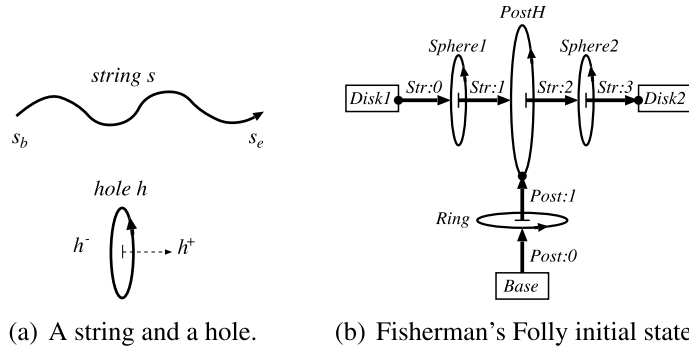 string s
s_b
s_e
hole h
h^-
h^+
(a) A string and a hole.
PostH
Sphere1
Sphere2
Disk1
Str:0
Str:1
Str:2
Str:3
Disk2
Post:1
Ring
Post:0
Base
(b) Fisherman's Folly initial state